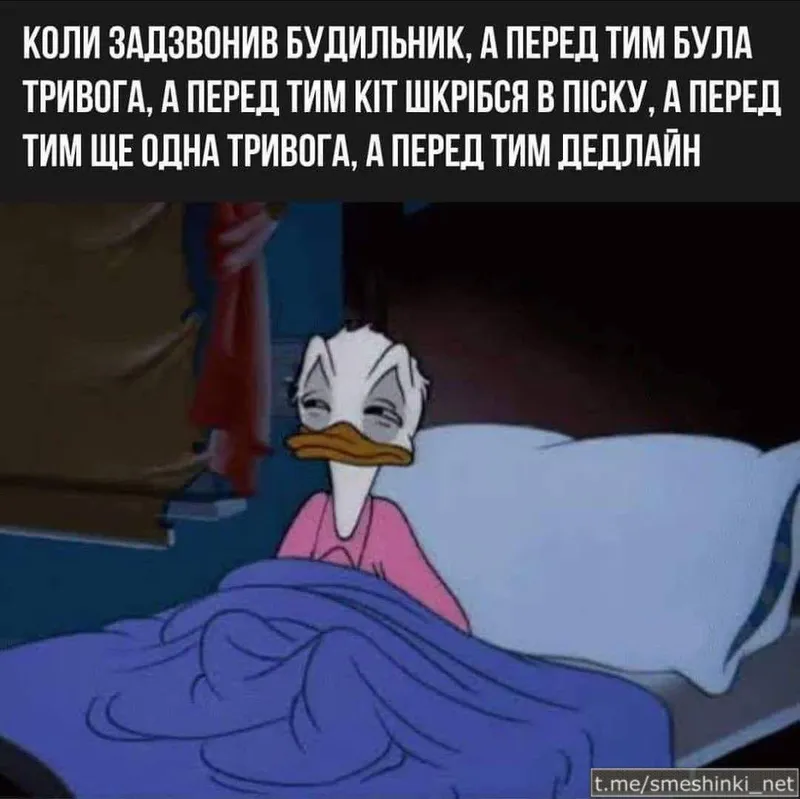 КОЛИ ЗАДЗВОНИВ БУДИЛЬНИК, А ПЕРЕД ТИМ БУЛА
ТРИВОГА, А ПЕРЕД ТИМ КІТ ШКРІБСЯ В ПІСКУ, А ПЕРЕД
ТИМ ЩЕ ОДНА ТРИВОГА, А ПЕРЕД ТИМ ДЕДЛАЙН
t.me/smeshinki_net